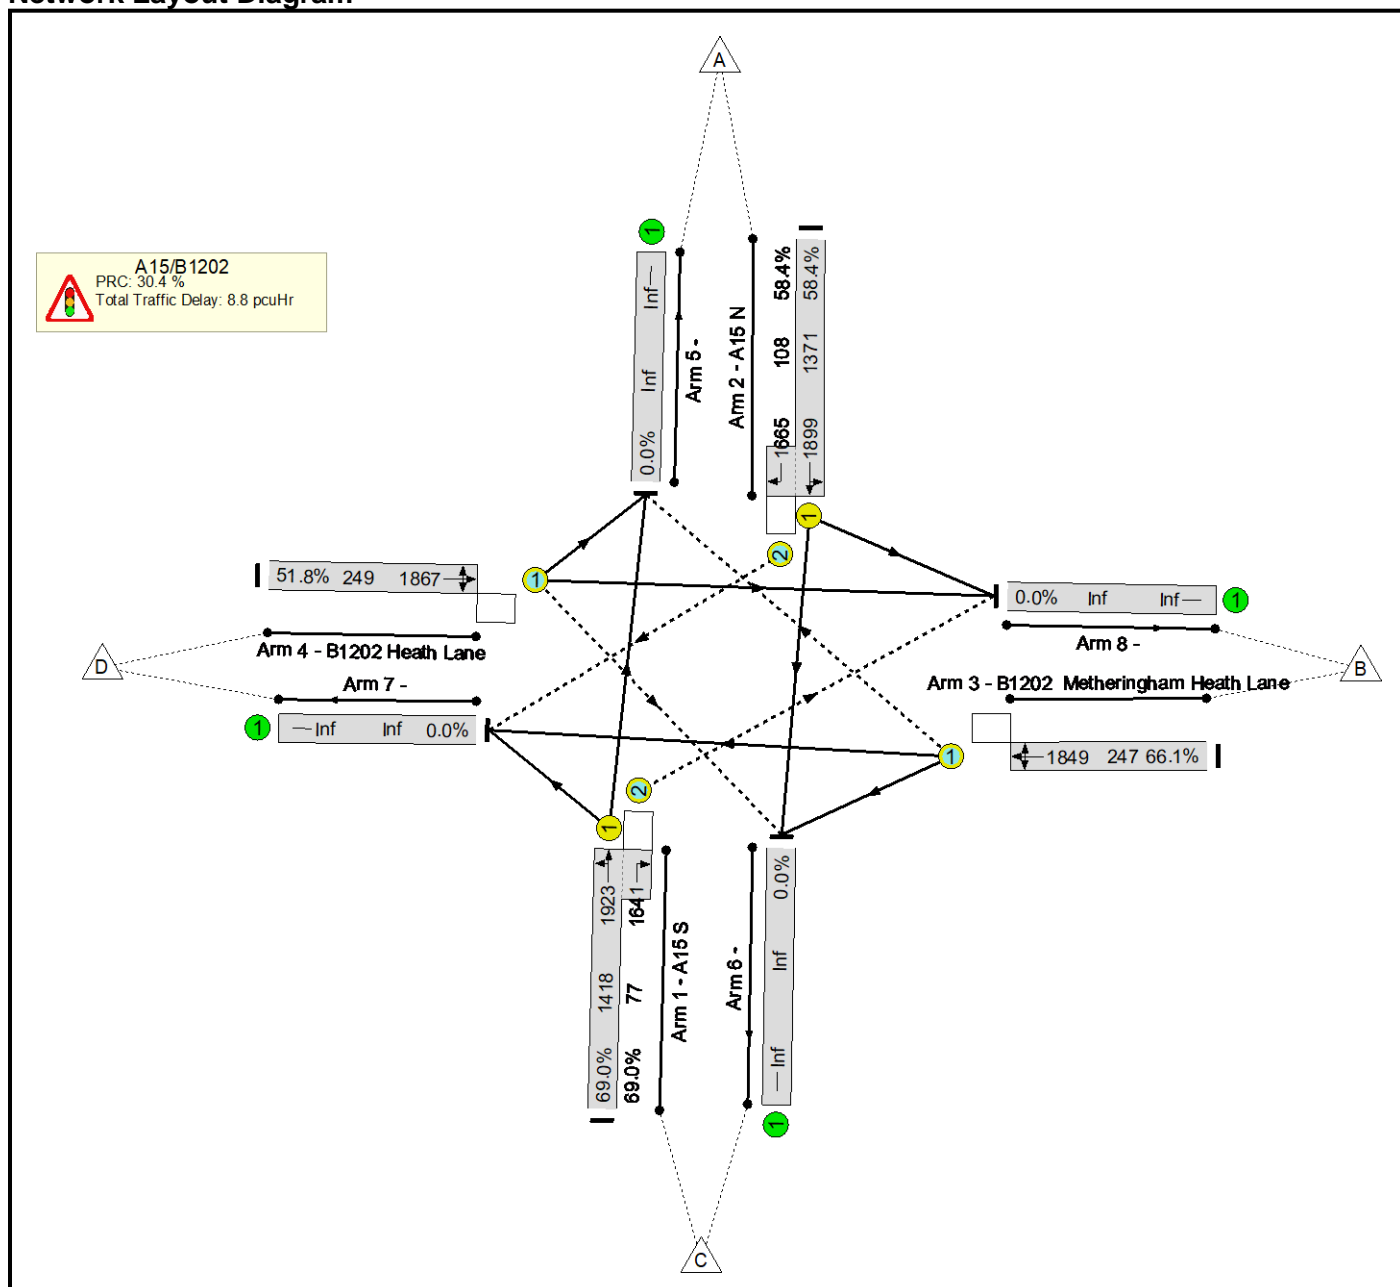 Network Layout Diagram
A
A15/B1202
PRC: 30.4 %
Total Traffic Delay: 8.8 pcuHr
1
Inf
Inf
0.0%
Arm 5 -
Arm 2 - A15 N
58.4%
108
1665
58.4%
1371
1899
1
2
51.8% 249 1867
1
Arm 4 - B1202 Heath Lane
D
Arm 7 -
1
Inf Inf 0.0%
0.0% Inf Inf
1
Arm 8 -
B
Arm 3 - B1202 Metheringham Heath Lane
1
1849 247 66.1%
2
1
1923
1418
69.0%
1641
77
69.0%
Arm 1 - A15 S
Arm 6 -
0.0%
Inf
Inf
1
C